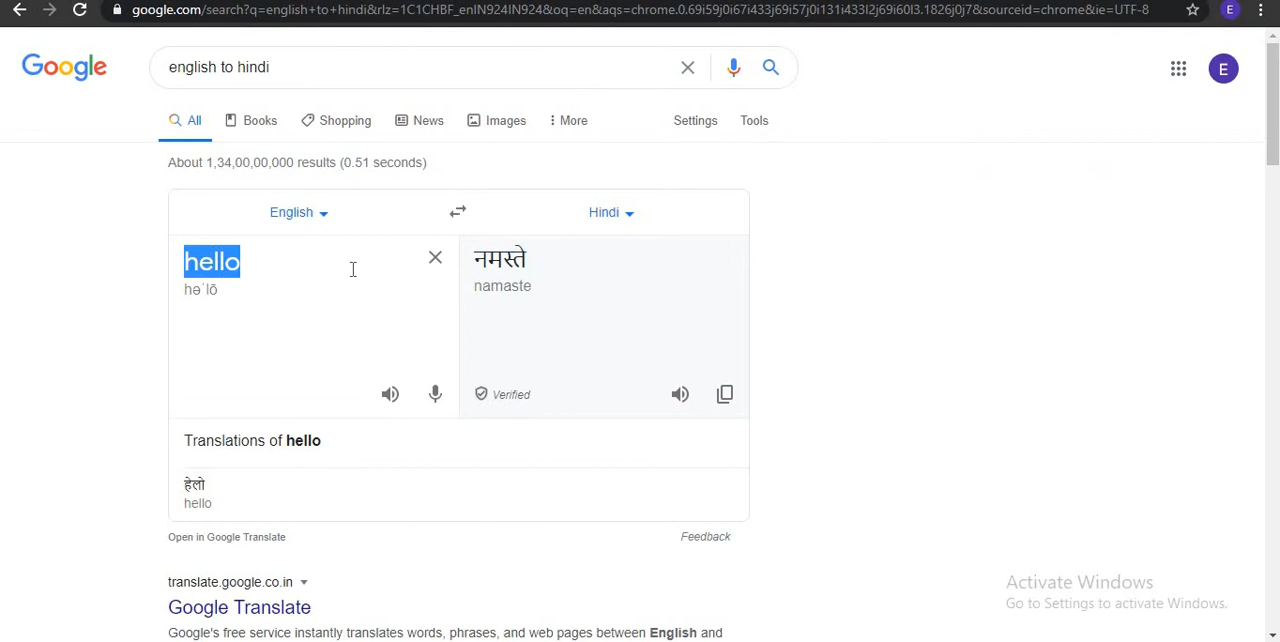 google.com/search?q=english+to+hindi&rlz=1C1CHBF_enIN924IN924&oq=en&aqs=chrome.0.69i59j0i67i433j69i57j0i131i433l2j69i60l3.1826j0j7&sourceid=chrome&ie=UTF-8 E
Google english to hindi E
All Books Shopping News Images More Settings Tools
About 1,34,00,00,000 results (0.51 seconds)
English Hindi
hello नमस्ते
həˈlō namaste
Verified
Translations of hello
हेलो
hello
Open in Google Translate Feedback
translate.google.co.in
Activate Windows
Go to Settings to activate Windows.
Google Translate
Google's free service instantly translates words, phrases, and web pages between English and